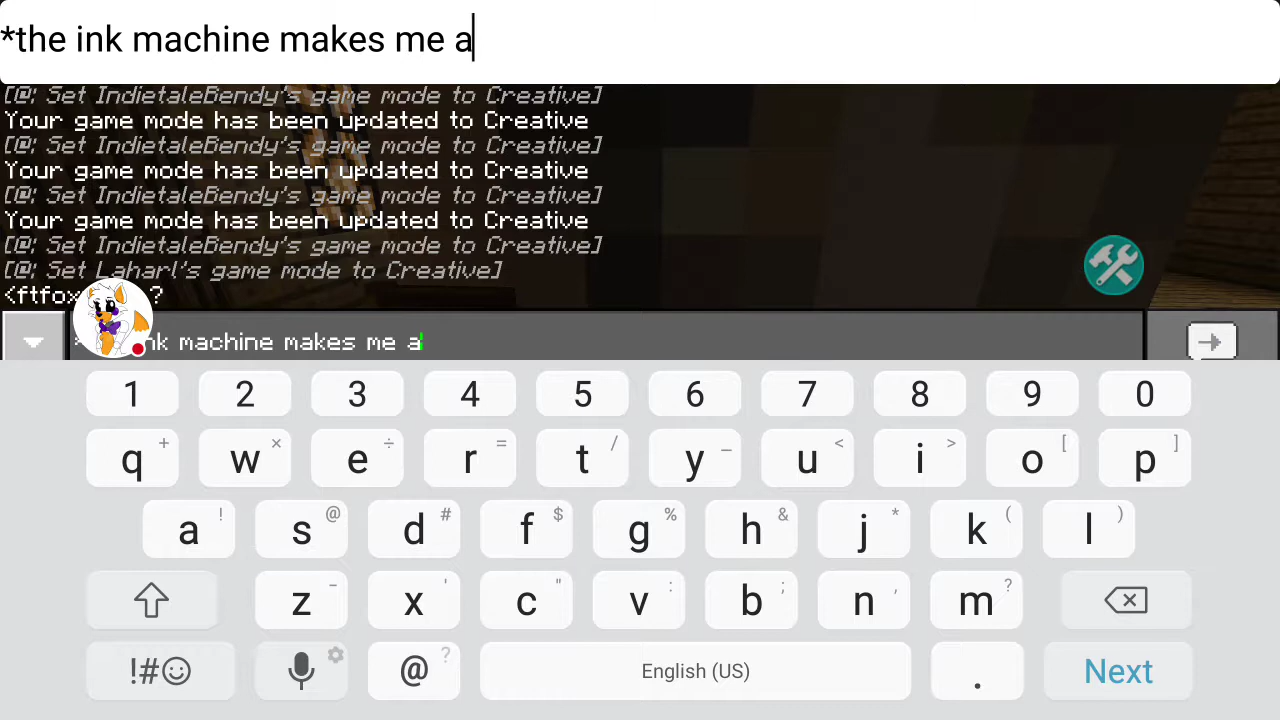 *the ink machine makes me a
[@: Set IndietaleBendy's game mode to Creative]
Your game mode has been updated to Creative
[@: Set IndietaleBendy's game mode to Creative]
Your game mode has been updated to Creative
[@: Set IndietaleBendy's game mode to Creative]
Your game mode has been updated to Creative
[@: Set IndietaleBendy's game mode to Creative]
[@: Set Laharl's game mode to Creative]
<ftfox ?
machine makes me a
1 2 3 4 5 6 7 8 9 0
q + w × e ÷ r = t / y _ u < i > o [ p ]
a ! s @ d # f $ g % h & j * k ( l )
z - x ' c " v : b ; n , m ?
!#☺ @ ? English (US) . Next